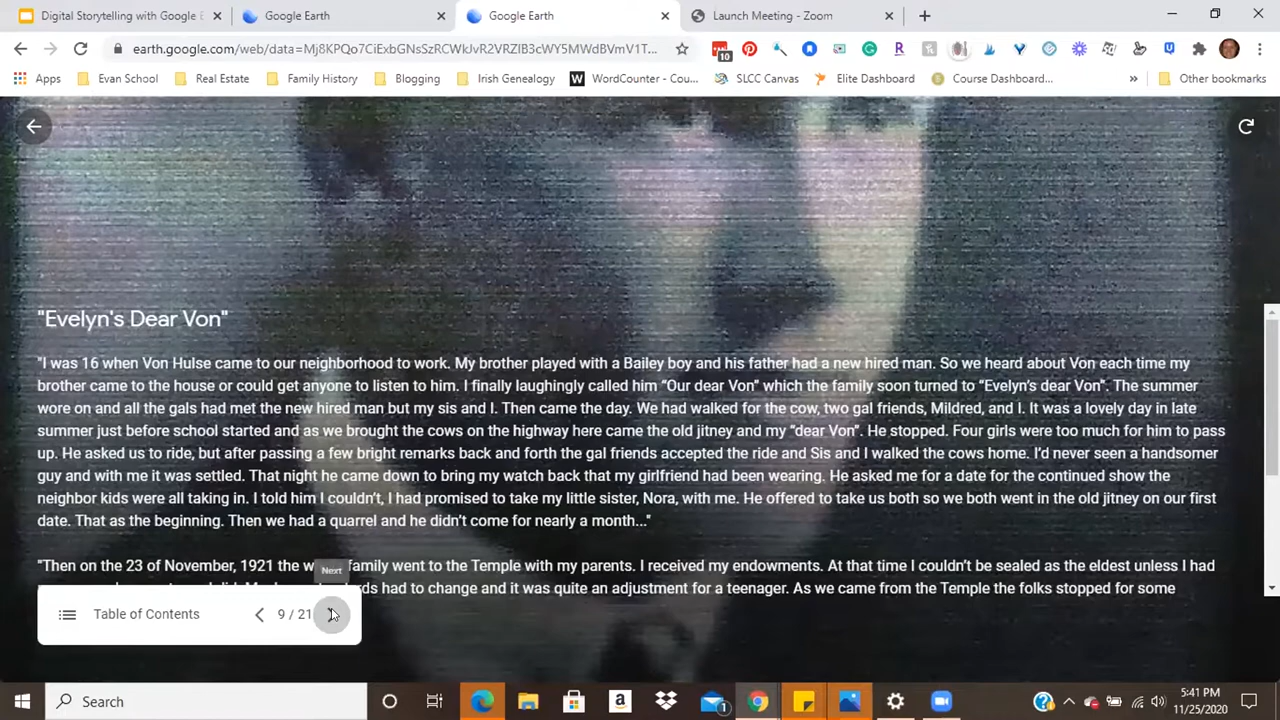 Digital Storytelling with Google E
Google Earth
Google Earth
Launch Meeting - Zoom
earth.google.com/web/data=Mj8KPQo7CiExbGNsSzRCWkJvR2VRZlB3cWY5MWdBVmV1T...
10
Apps
Evan School
Real Estate
Family History
Blogging
Irish Genealogy
W WordCounter - Cou...
SLCC Canvas
Elite Dashboard
Course Dashboard...
»
Other bookmarks
"Evelyn's Dear Von"
"I was 16 when Von Hulse came to our neighborhood to work. My brother played with a Bailey boy and his father had a new hired man. So we heard about Von each time my
brother came to the house or could get anyone to listen to him. I finally laughingly called him “Our dear Von” which the family soon turned to “Evelyn’s dear Von”. The summer
wore on and all the gals had met the new hired man but my sis and I. Then came the day. We had walked for the cow, two gal friends, Mildred, and I. It was a lovely day in late
summer just before school started and as we brought the cows on the highway here came the old jitney and my “dear Von”. He stopped. Four girls were too much for him to pass
up. He asked us to ride, but after passing a few bright remarks back and forth the gal friends accepted the ride and Sis and I walked the cows home. I’d never seen a handsomer
guy and with me it was settled. That night he came down to bring my watch back that my girlfriend had been wearing. He asked me for a date for the continued show the
neighbor kids were all taking in. I told him I couldn’t, I had promised to take my little sister, Nora, with me. He offered to take us both so we both went in the old jitney on our first
date. That as the beginning. Then we had a quarrel and he didn’t come for nearly a month..."
"Then on the 23 of November, 1921 the family went to the Temple with my parents. I received my endowments. At that time I couldn’t be sealed as the eldest unless I had
had to change and it was quite an adjustment for a teenager. As we came from the Temple the folks stopped for some
Next
Table of Contents
9 / 21
Search
a
1
5:41 PM
11/25/2020